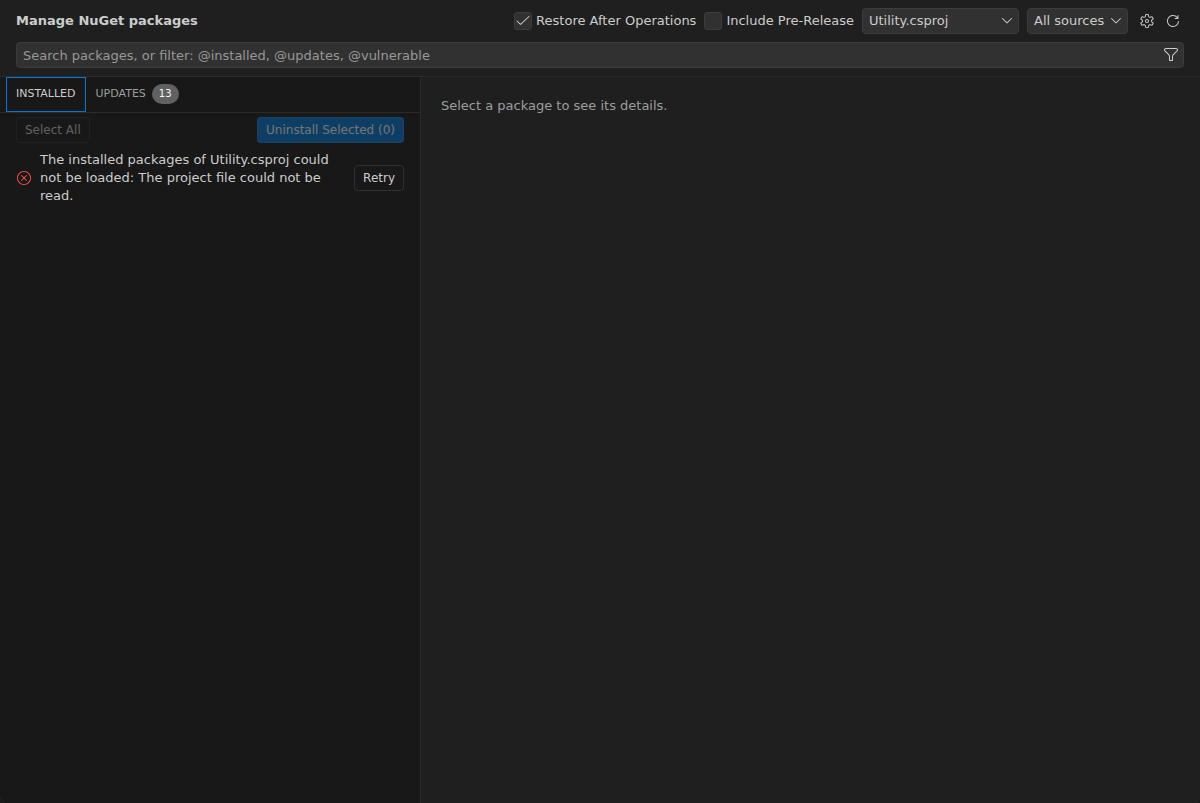 Manage NuGet packages
Restore After Operations
Include Pre-Release
Utility.csproj
All sources
Search packages, or filter: @installed, @updates, @vulnerable
INSTALLED
UPDATES 13
Select All
Uninstall Selected (0)
The installed packages of Utility.csproj could
not be loaded: The project file could not be
read.
Retry
Select a package to see its details.